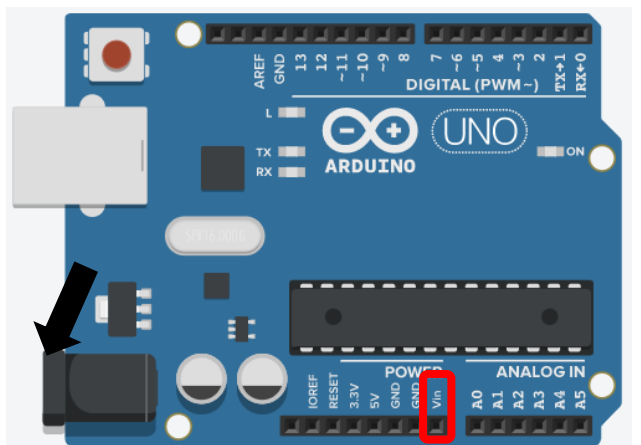 AREF
GND
13
12
~11
~10
~9
8
7
~6
~5
4
~3
2
TX→1
RX←0
DIGITAL (PWM ~)
L
TX
RX
ARDUINO
UNO
ON
SPK16.000G
POWER
ANALOG IN
IOREF
RESET
3.3V
5V
GND
GND
Vin
A0
A1
A2
A3
A4
A5